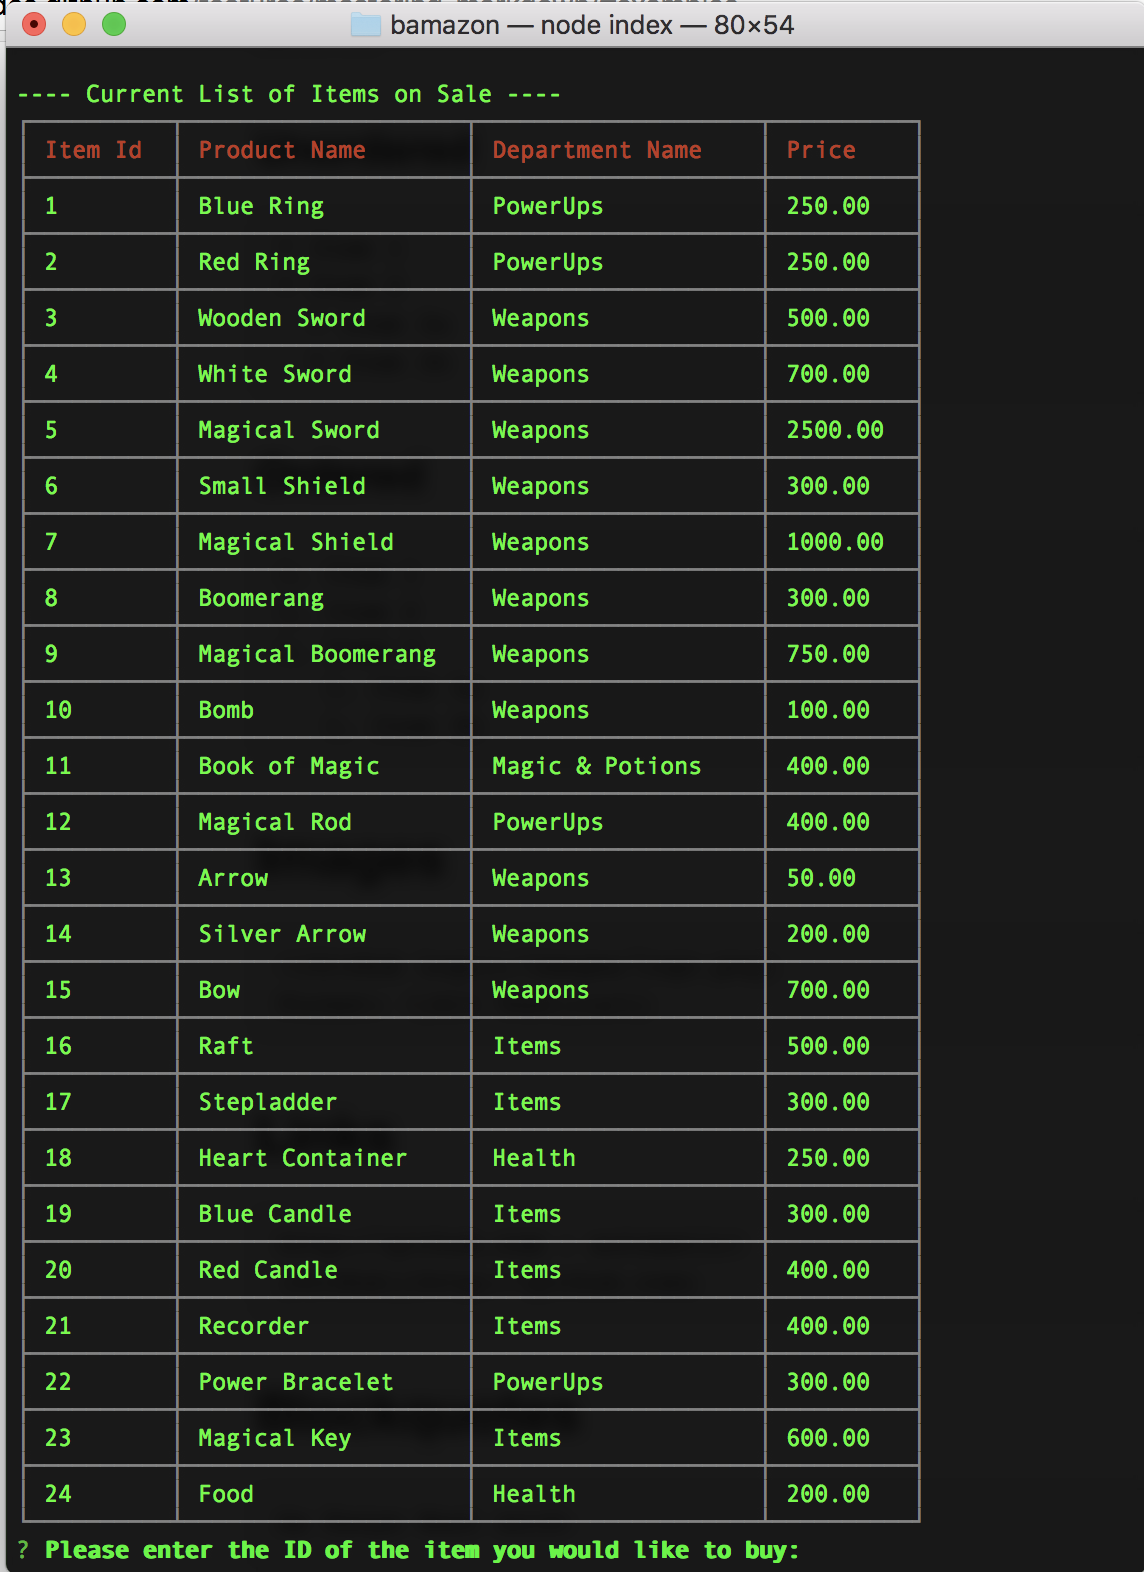 bamazon — node index — 80×54
---- Current List of Items on Sale ----
Item Id Product Name Department Name Price
1 Blue Ring PowerUps 250.00
2 Red Ring PowerUps 250.00
3 Wooden Sword Weapons 500.00
4 White Sword Weapons 700.00
5 Magical Sword Weapons 2500.00
6 Small Shield Weapons 300.00
7 Magical Shield Weapons 1000.00
8 Boomerang Weapons 300.00
9 Magical Boomerang Weapons 750.00
10 Bomb Weapons 100.00
11 Book of Magic Magic & Potions 400.00
12 Magical Rod PowerUps 400.00
13 Arrow Weapons 50.00
14 Silver Arrow Weapons 200.00
15 Bow Weapons 700.00
16 Raft Items 500.00
17 Stepladder Items 300.00
18 Heart Container Health 250.00
19 Blue Candle Items 300.00
20 Red Candle Items 400.00
21 Recorder Items 400.00
22 Power Bracelet PowerUps 300.00
23 Magical Key Items 600.00
24 Food Health 200.00
? Please enter the ID of the item you would like to buy: